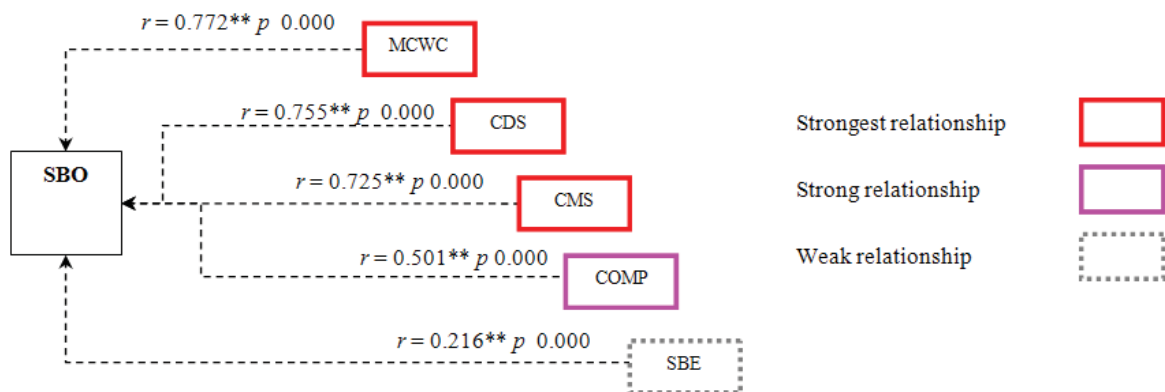 r = 0.772** p 0.000
MCWC
r = 0.755** p 0.000
CDS
Strongest relationship
SBO
r = 0.725** p 0.000
CMS
Strong relationship
r = 0.501** p 0.000
COMP
Weak relationship
r = 0.216** p 0.000
SBE